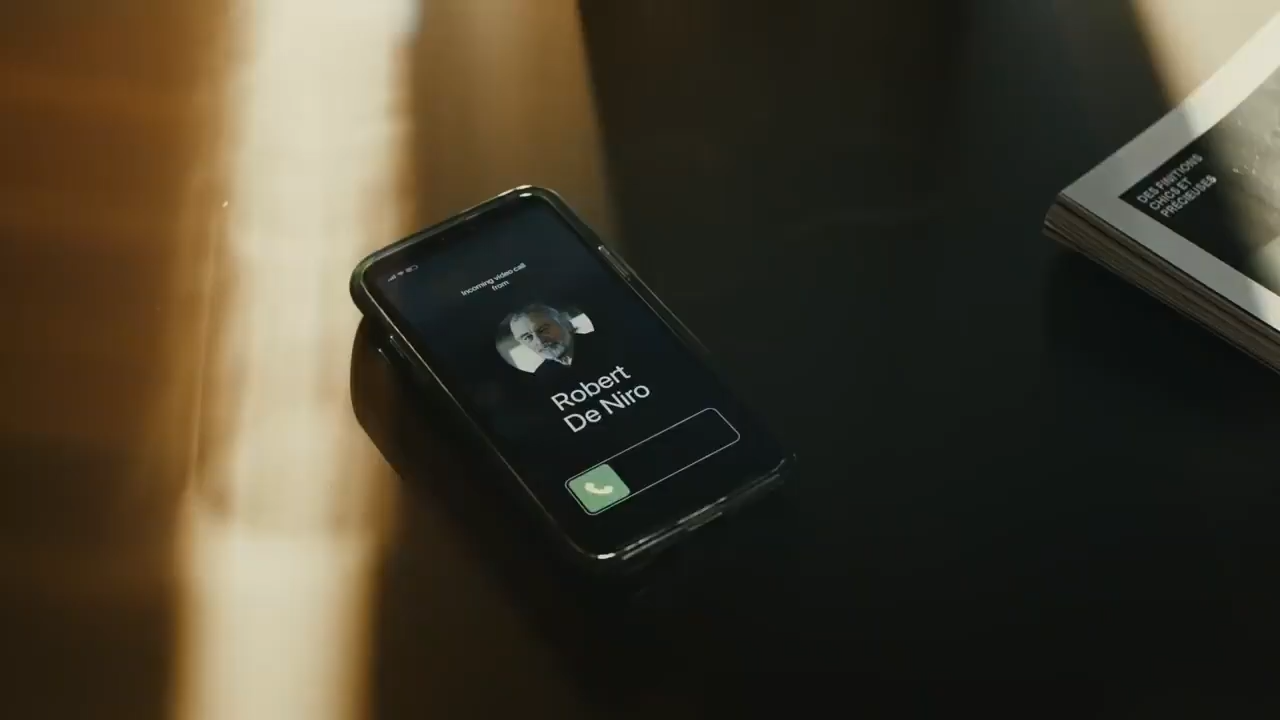 Incoming video call
from
Robert
De Niro
DES FINITIONS
CHICS ET
PRÉCIEUSES